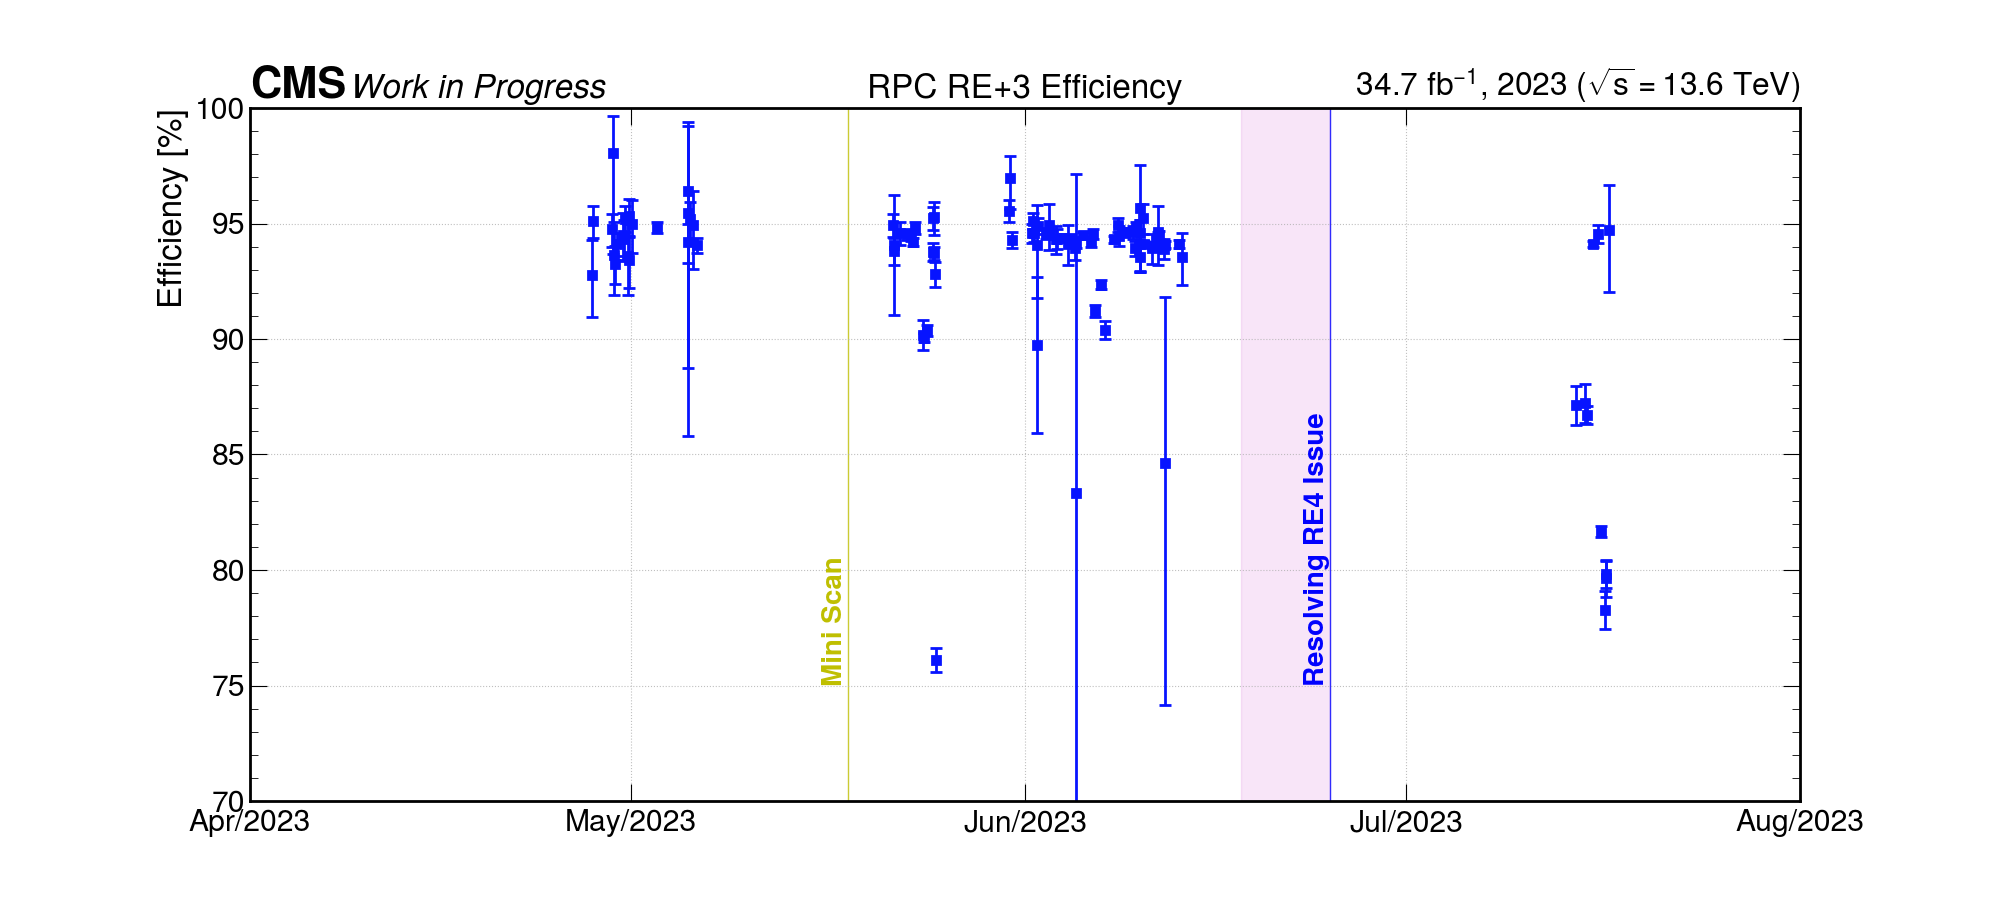 CMS Work in Progress
RPC RE+3 Efficiency
34.7 fb⁻¹, 2023 (√s = 13.6 TeV)
Efficiency [%]
100
95
90
85
80
75
70
Mini Scan
Resolving RE4 Issue
Apr/2023
May/2023
Jun/2023
Jul/2023
Aug/2023